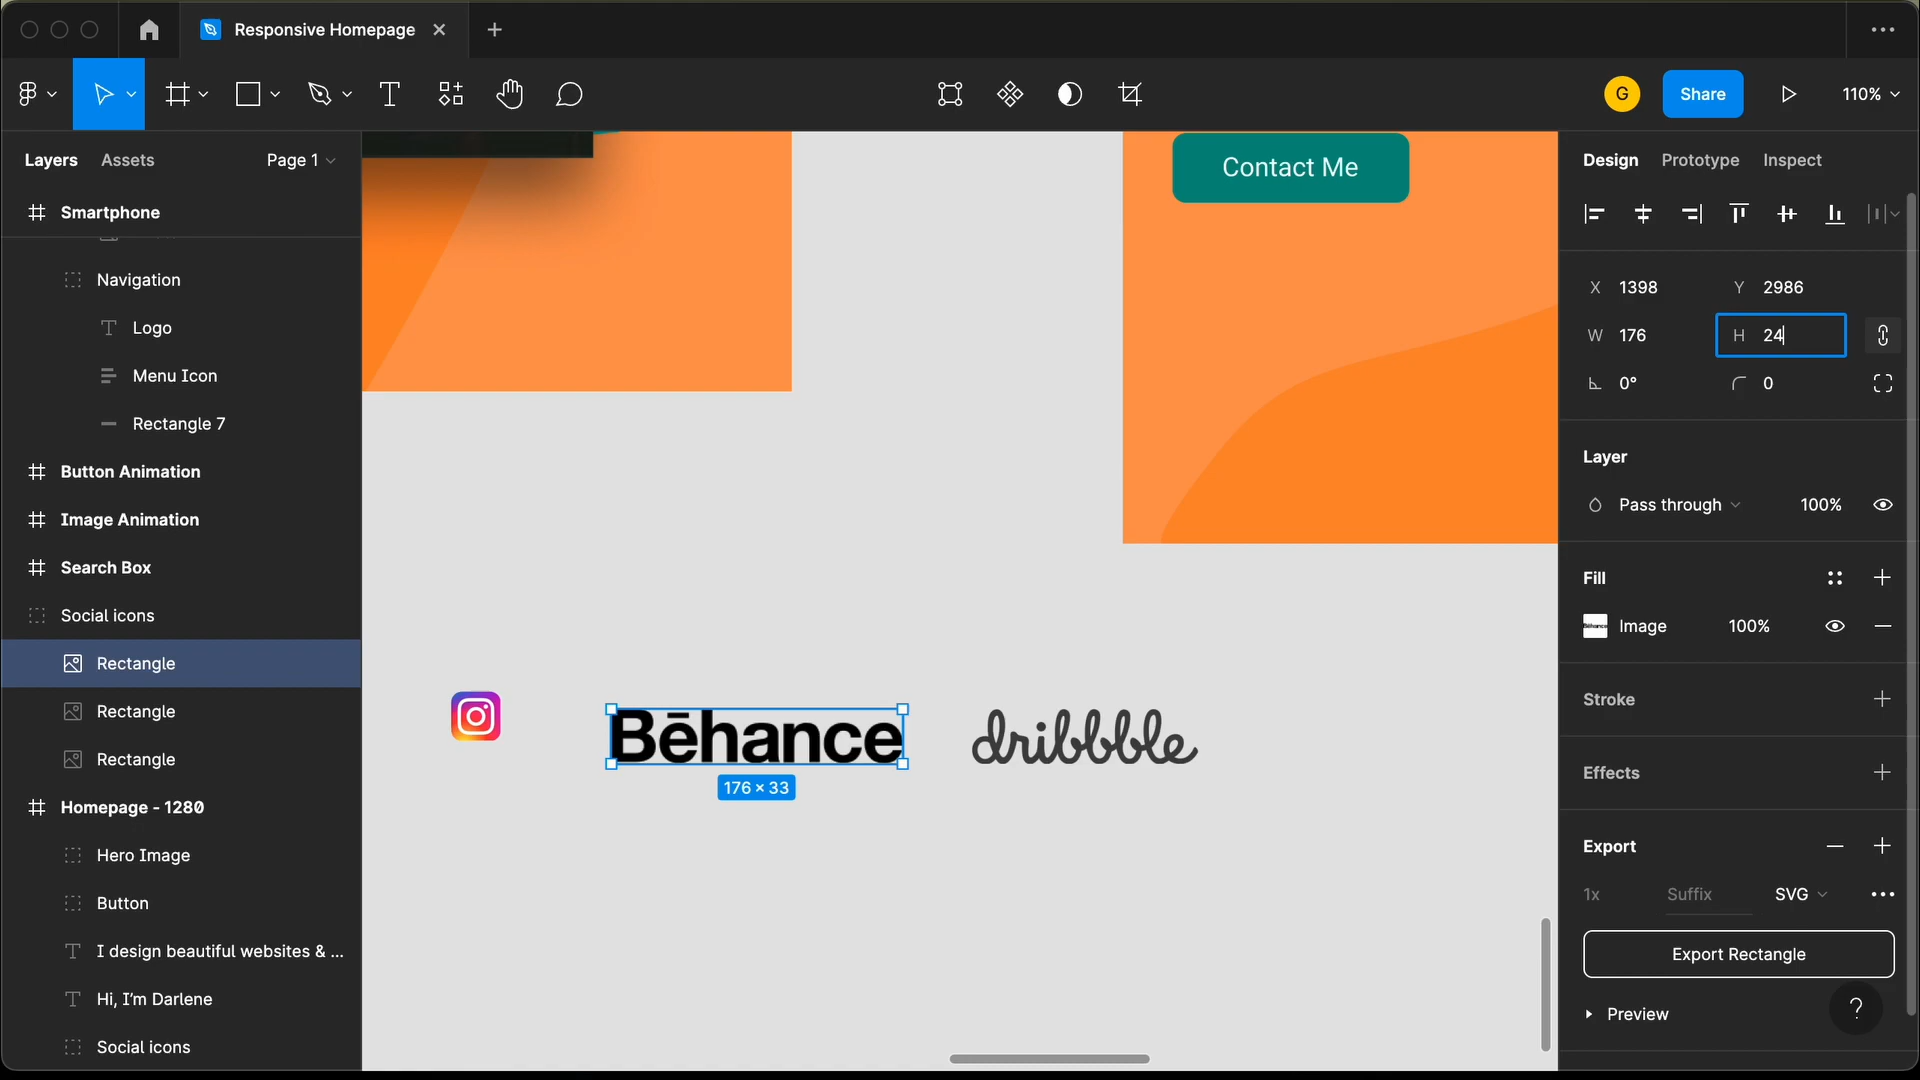 Responsive Homepage
G
Share
110%
Layers
Assets
Page 1
Smartphone
Navigation
Logo
Menu Icon
Rectangle 7
Button Animation
Image Animation
Search Box
Social icons
Rectangle
Rectangle
Rectangle
Homepage - 1280
Hero Image
Button
I design beautiful websites & ...
Hi, I'm Darlene
Social icons
Contact Me
Bēhance
176 × 33
dribbble
Design
Prototype
Inspect
X 1398
Y 2986
W 176
H 24
0°
0
Layer
Pass through
100%
Fill
Bēhance
Image
100%
Stroke
Effects
Export
1x
Suffix
SVG
Export Rectangle
Preview
?